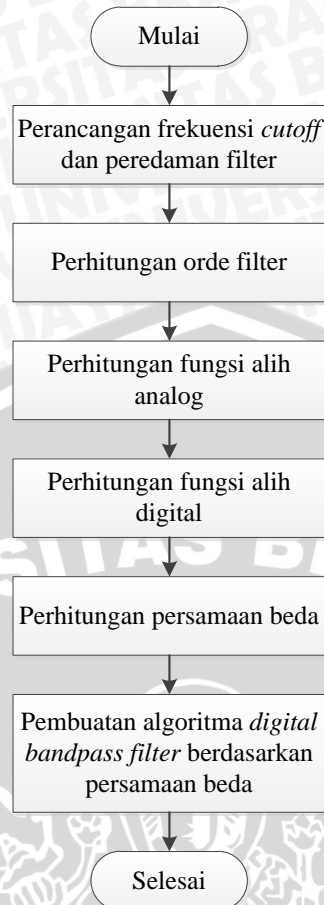 Mulai
Perancangan frekuensi cutoff
dan peredaman filter
Perhitungan orde filter
Perhitungan fungsi alih
analog
Perhitungan fungsi alih
digital
Perhitungan persamaan beda
Pembuatan algoritma digital
bandpass filter berdasarkan
persamaan beda
Selesai